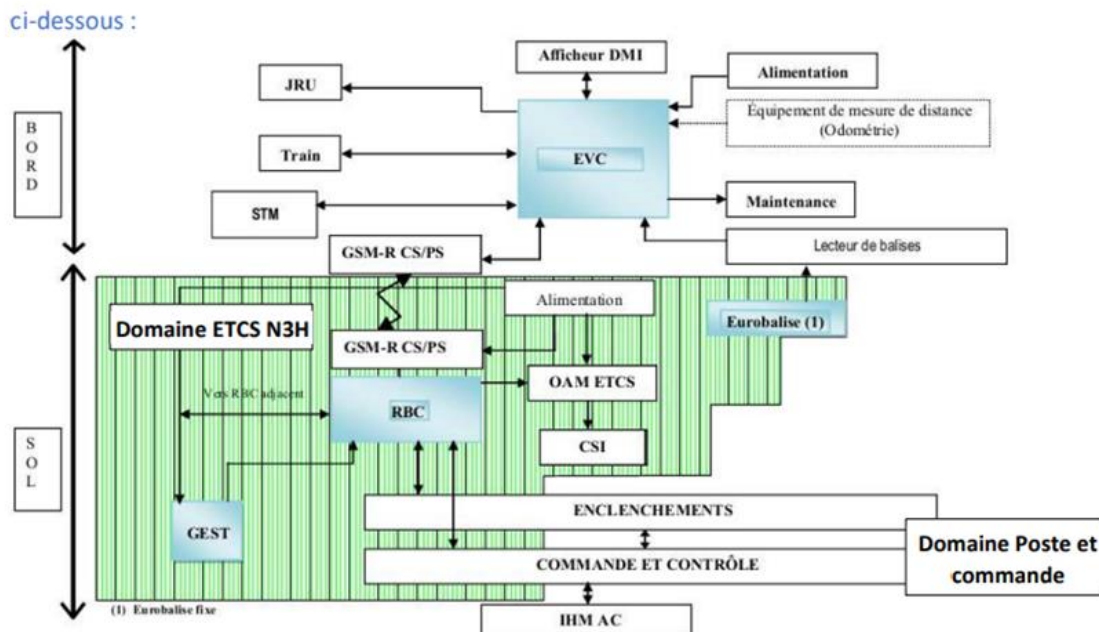 ci-dessous :
Afficheur DMI
JRU
Alimentation
Équipement de mesure de distance
(Odométrie)
BORD
Train
EVC
STM
Maintenance
GSM-R CS/PS
Lecteur de balises
Alimentation
Domaine ETCS N3H
Eurobalise (1)
GSM-R CS/PS
OAM ETCS
Vers RBC adjacent
RBC
SOL
CSI
ENCLENCHEMENTS
GEST
Domaine Poste et
commande
COMMANDE ET CONTRÔLE
(1) Eurobalise fixe
IHM AC